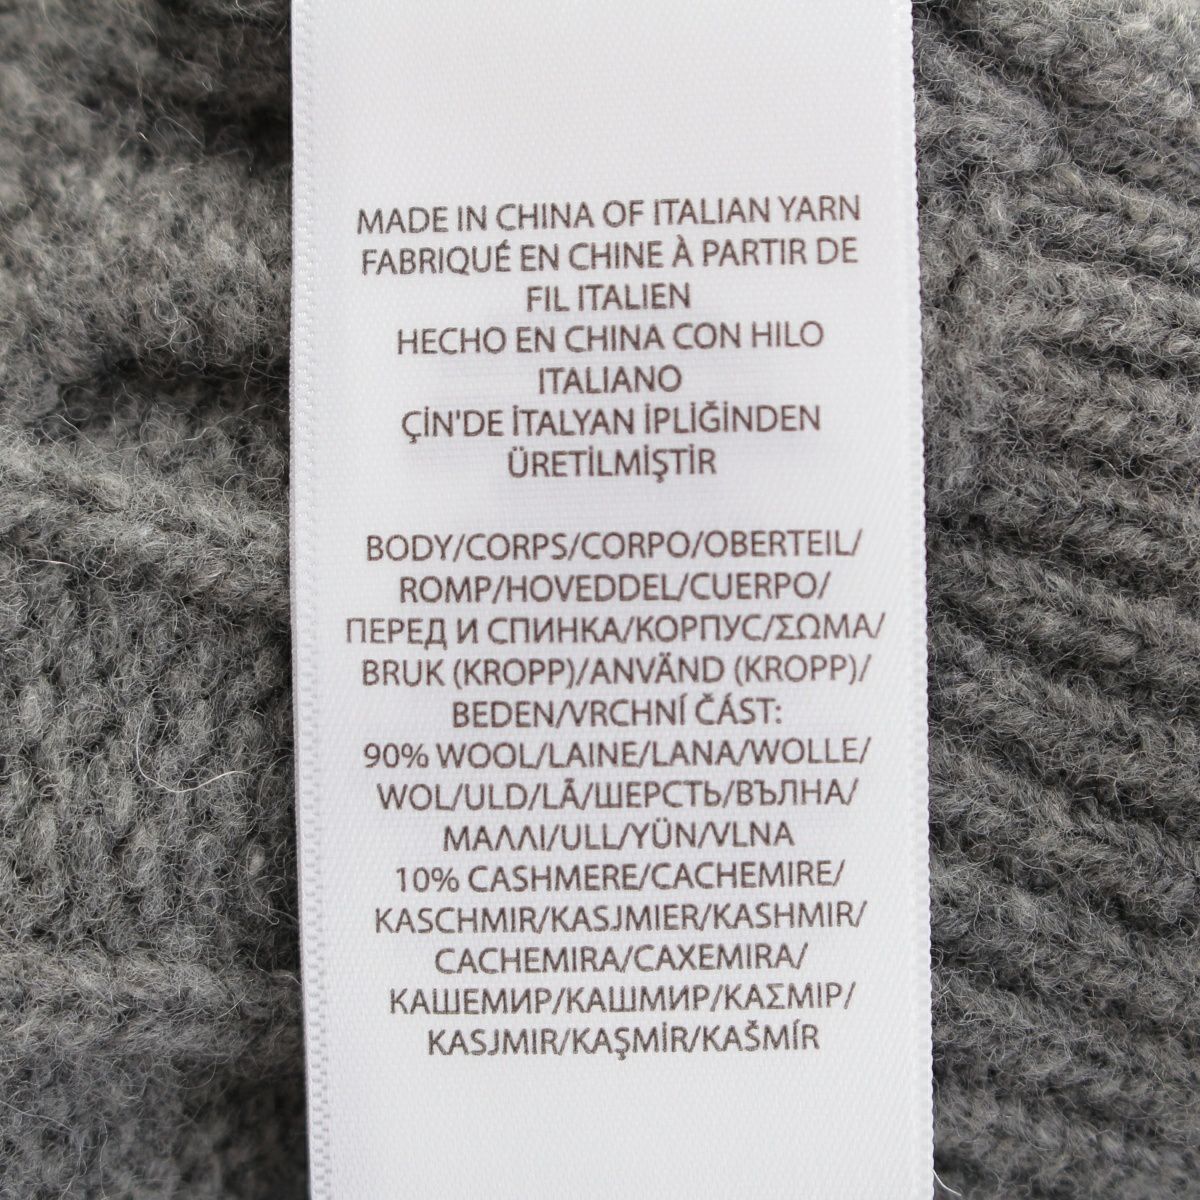 MADE IN CHINA OF ITALIAN YARN
FABRIQUÉ EN CHINE À PARTIR DE
FIL ITALIEN
HECHO EN CHINA CON HILO
ITALIANO
ÇİN'DE İTALYAN İPLİĞİNDEN
ÜRETİLMİŞTİR
BODY/CORPS/CORPO/OBERTEIL/
ROMP/HOVEDDEL/CUERPO/
ПЕРЕД И СПИНКА/КОРПУС/ΣΩΜΑ/
BRUK (KROPP)/ANVÄND (KROPP)/
BEDEN/VRCHNÍ ČÁST:
90% WOOL/LAINE/LANA/WOLLE/
WOL/ULD/LÃ/ШЕРСТЬ/ВЪЛНА/
ΜΑΛΛΙ/ULL/YÜN/VLNA
10% CASHMERE/CACHEMIRE/
KASCHMIR/KASJMIER/KASHMIR/
CACHEMIRA/CAXEMIRA/
КАШЕМИР/КАШМИР/ΚΑΣΜΙΡ/
KASJMIR/KAŞMİR/KAŠMÍR